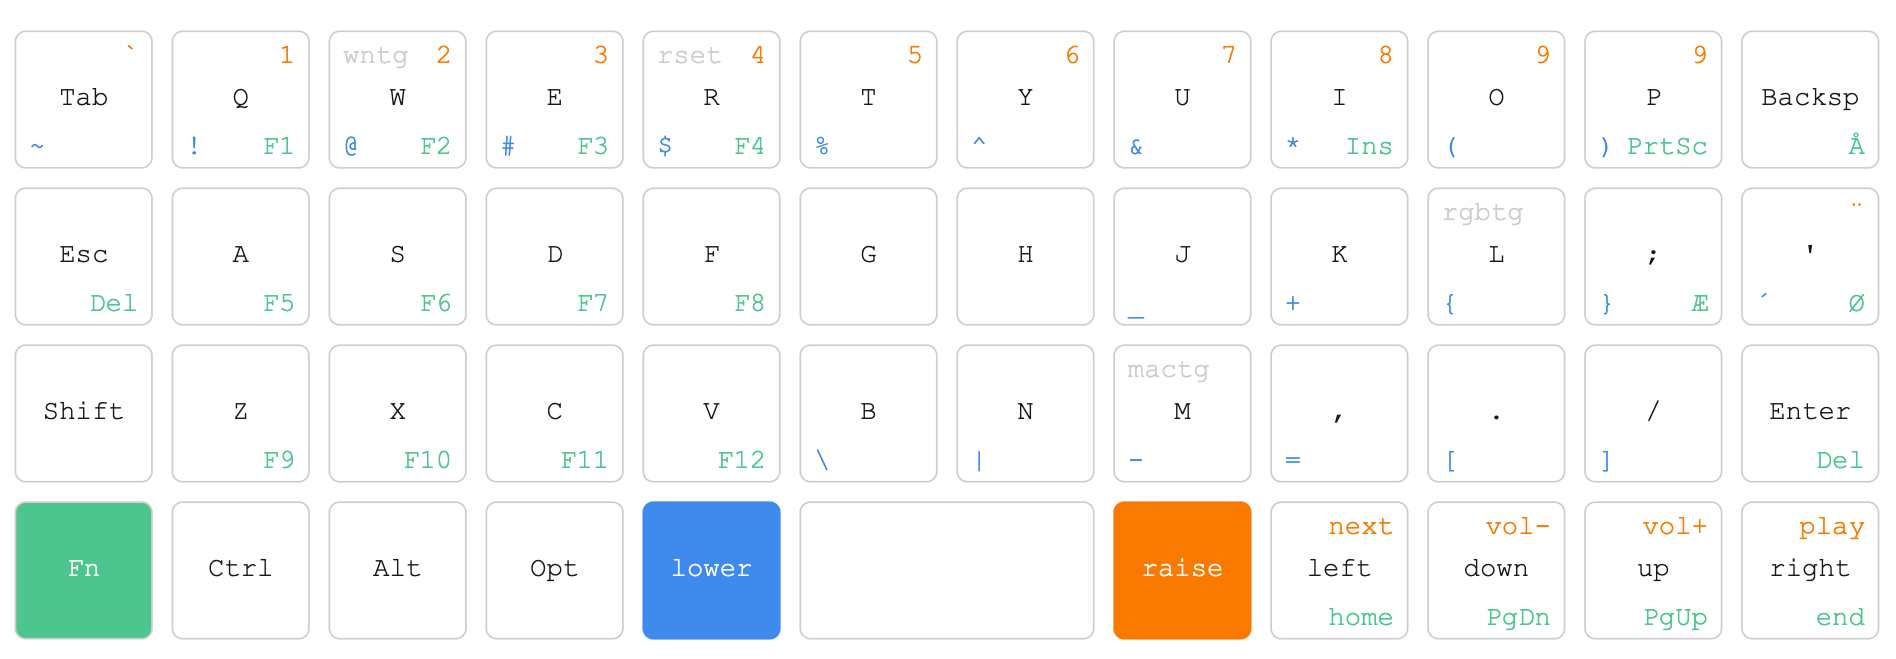 ` 1 wntg 2 3 rset 4 5 6 7 8 9 9
Tab Q W E R T Y U I O P Backsp
~ ! F1 @ F2 # F3 $ F4 % ^ & * Ins ( ) PrtSc Å
rgbtg ¨
Esc A S D F G H J K L ; '
Del F5 F6 F7 F8 _ + { } Æ ´ Ø
mactg
Shift Z X C V B N M , . / Enter
F9 F10 F11 F12 \ | - = [ ] Del
next vol- vol+ play
Fn Ctrl Alt Opt lower raise left down up right
home PgDn PgUp end